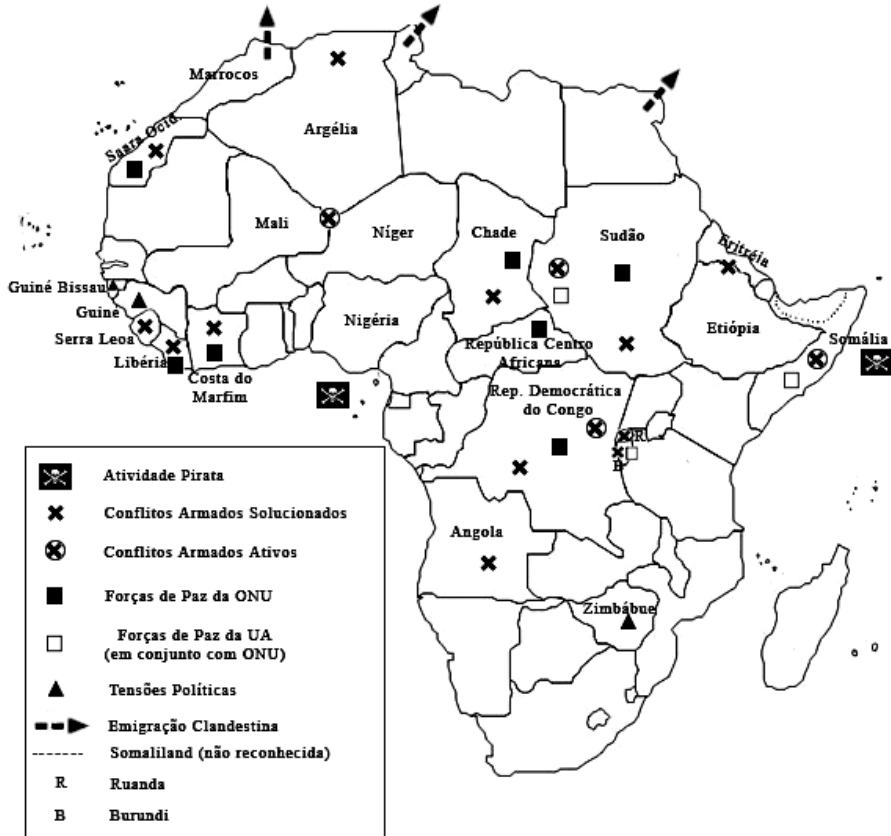 Marrocos
Argélia
Saara Ocid.
Mali
Níger
Chade
Sudão
Eritréia
Guiné Bissau
Guiné
Serra Leoa
Libéria
Costa do
Marfim
Nigéria
República Centro
Africana
Etiópia
Somália
Rep. Democrática
do Congo
R
B
Angola
Zimbábue
Atividade Pirata
Conflitos Armados Solucionados
Conflitos Armados Ativos
Forças de Paz da ONU
Forças de Paz da UA
(em conjunto com ONU)
Tensões Políticas
Emigração Clandestina
Somaliland (não reconhecida)
R Ruanda
B Burundi